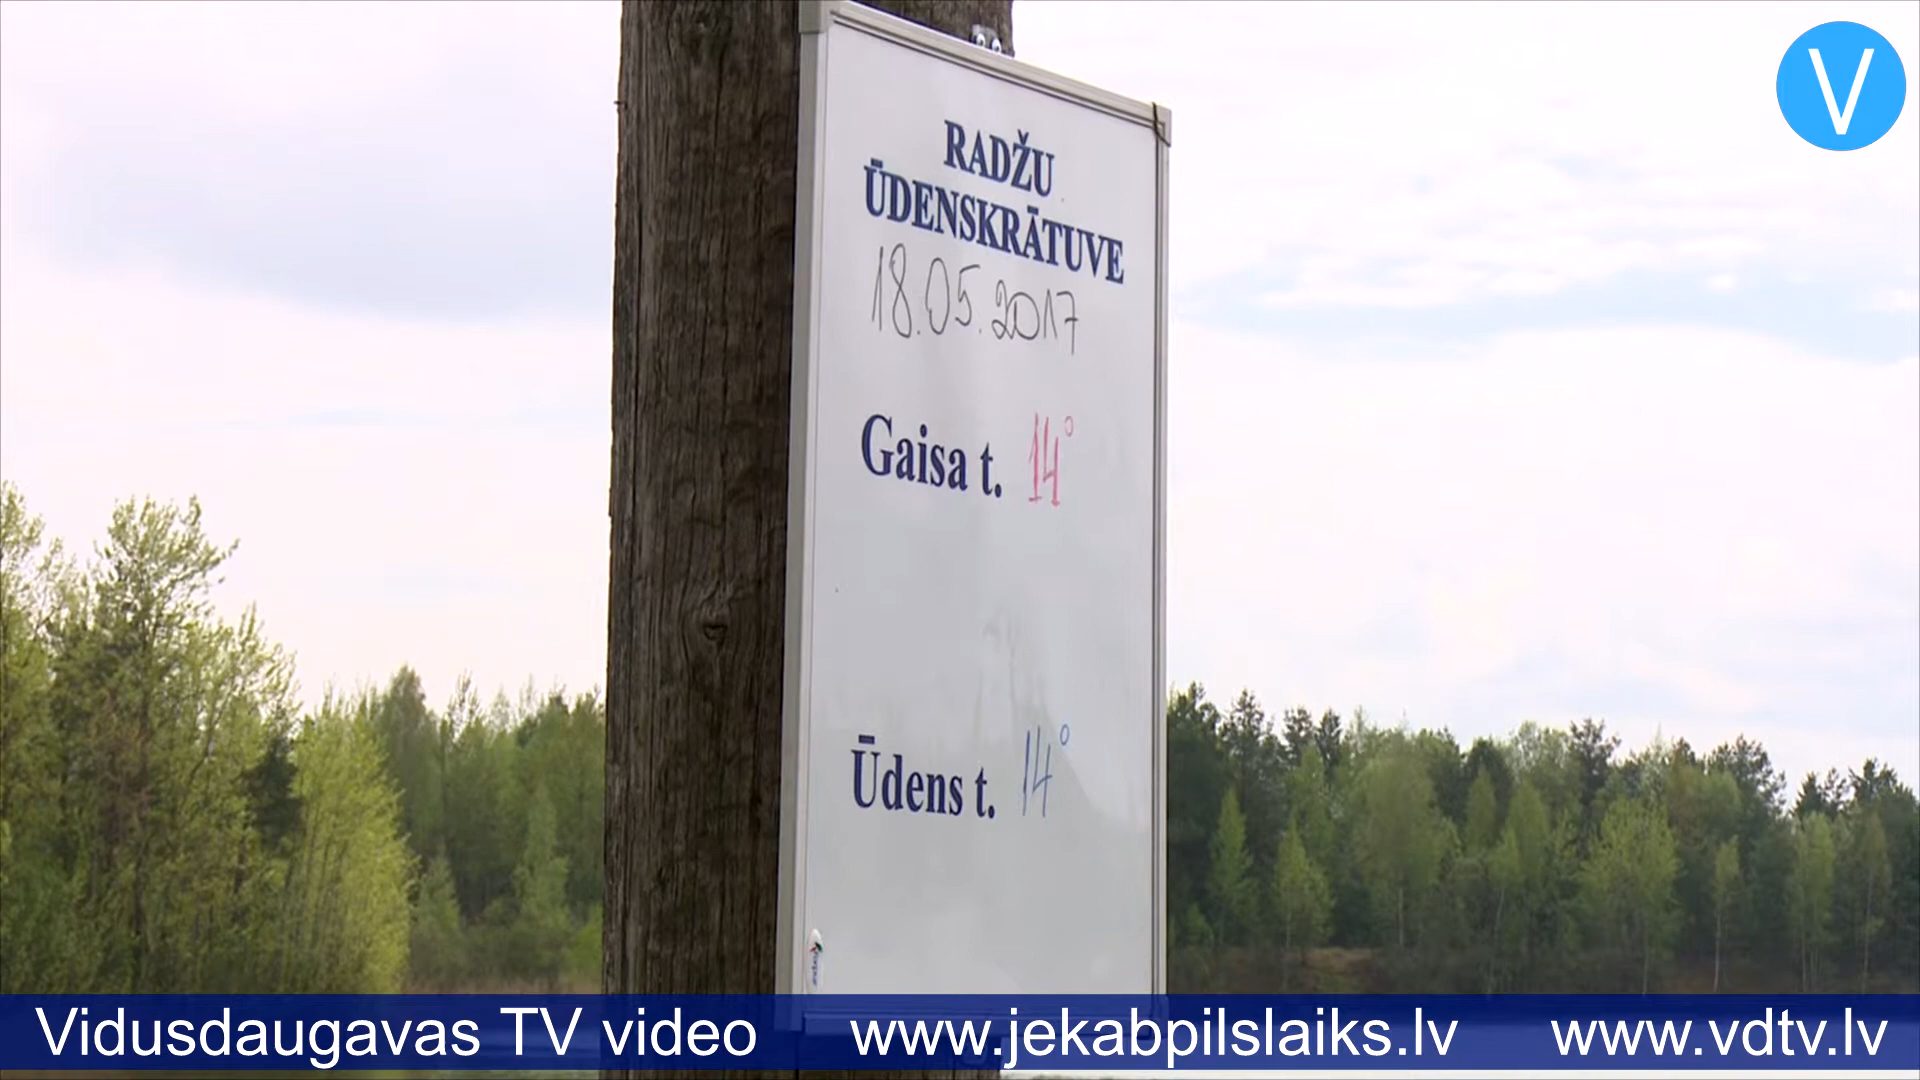 V
RADŽU
ŪDENSKRĀTUVE
18.05.2017
Gaisa t. 14°
Ūdens t. 14°
Vidusdaugavas TV video www.jekabpilslaiks.lv www.vdtv.lv